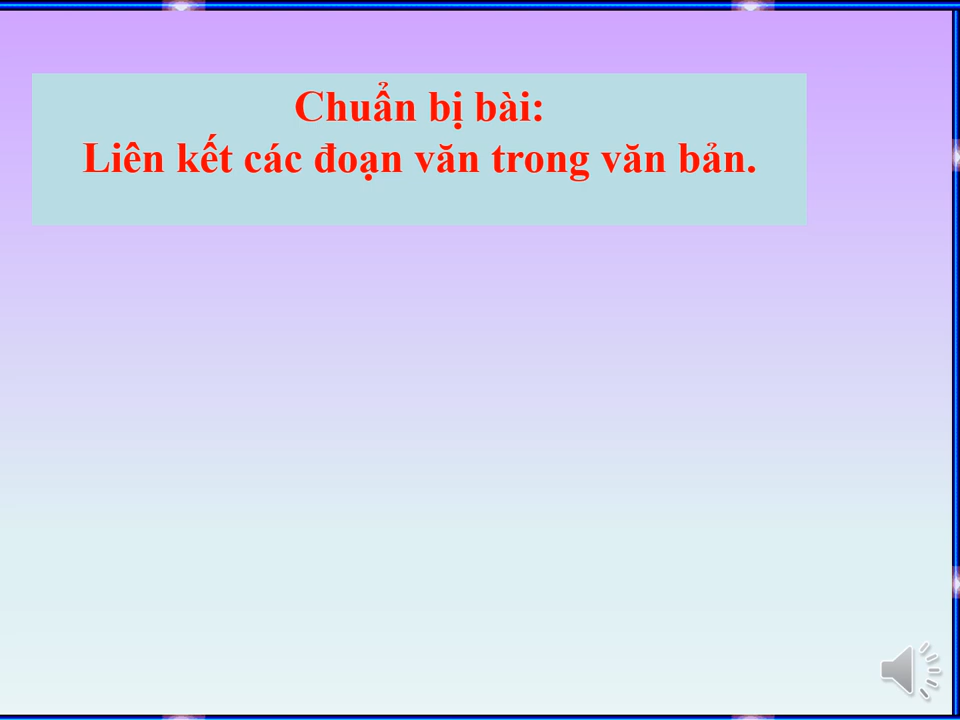 Chuẩn bị bài:
Liên kết các đoạn văn trong văn bản.